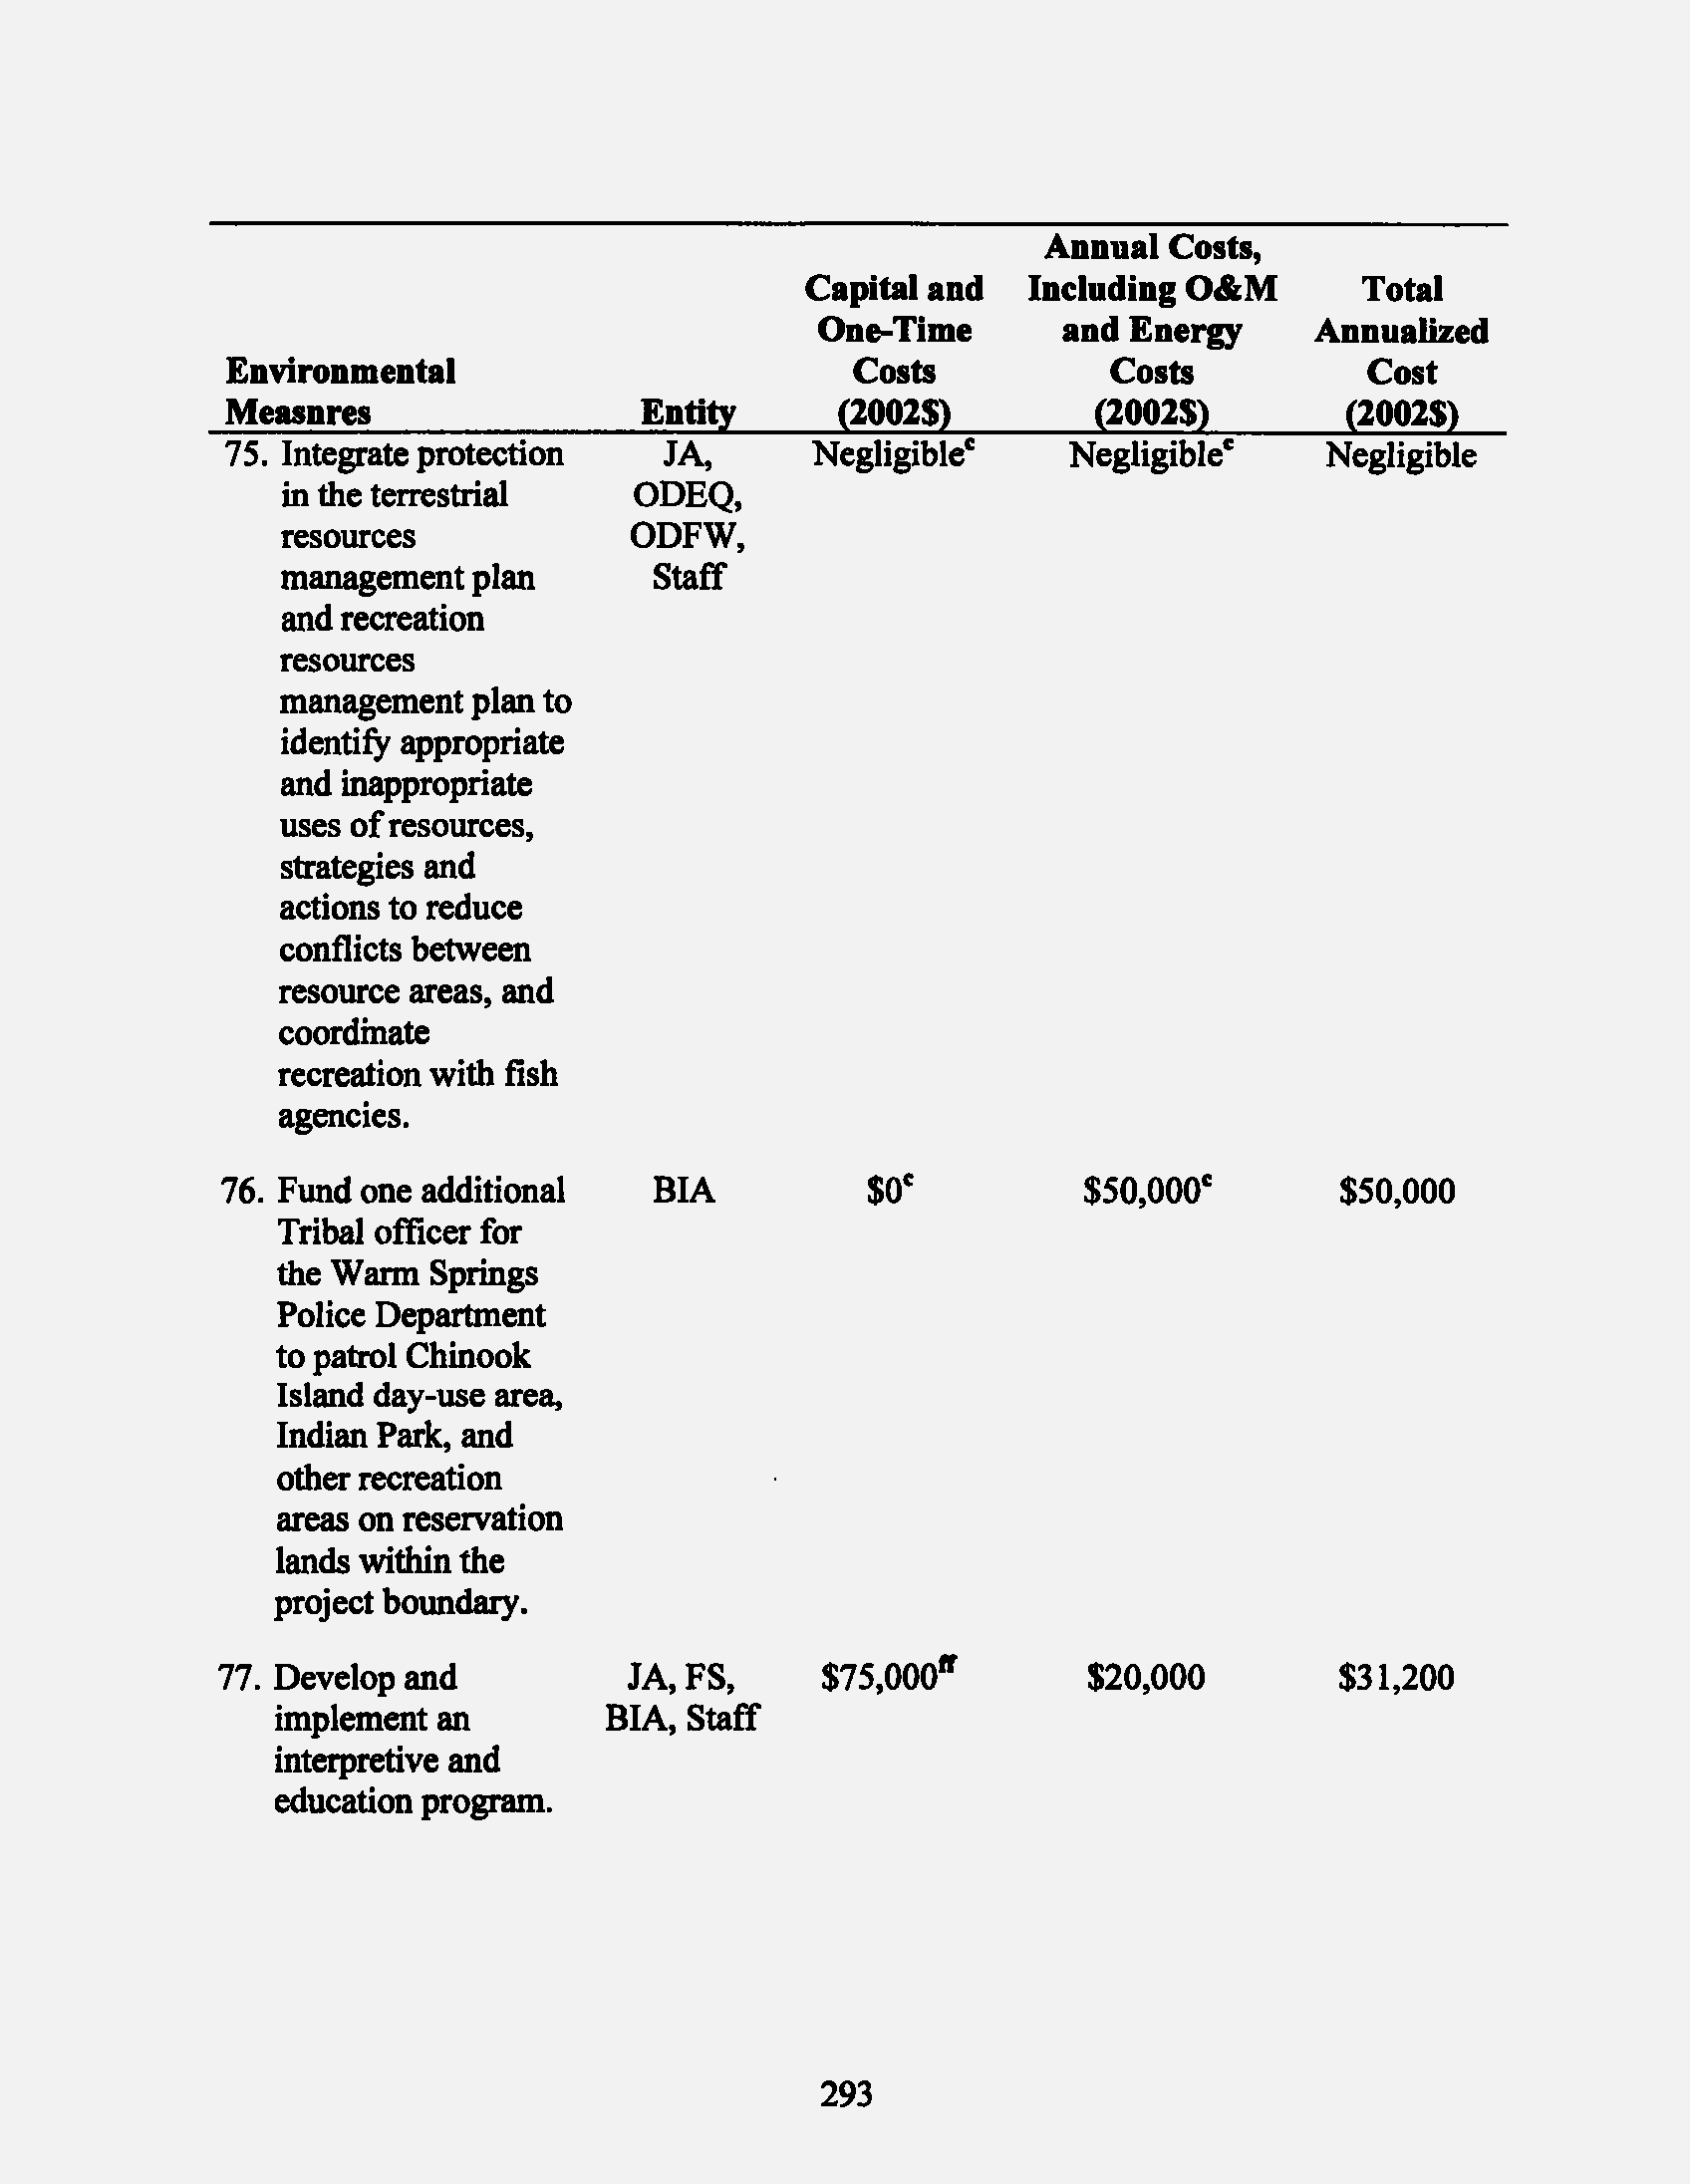 Annual Costs,
Capital and Including O&M Total
One-Time and Energy Annualized
Environmental Costs Costs Cost
Measnres Entity (2002$) (2002$) (2002$)
75. Integrate protection JA, Negligibleᶜ Negligibleᶜ Negligible
in the terrestrial ODEQ,
resources ODFW,
management plan Staff
and recreation
resources
management plan to
identify appropriate
and inappropriate
uses of resources,
strategies and
actions to reduce
conflicts between
resource areas, and
coordinate
recreation with fish
agencies.
76. Fund one additional BIA $0ᶜ $50,000ᶜ $50,000
Tribal officer for
the Warm Springs
Police Department
to patrol Chinook
Island day-use area,
Indian Park, and
other recreation
areas on reservation
lands within the
project boundary.
77. Develop and JA, FS, $75,000ᶠᶠ $20,000 $31,200
implement an BIA, Staff
interpretive and
education program.
293